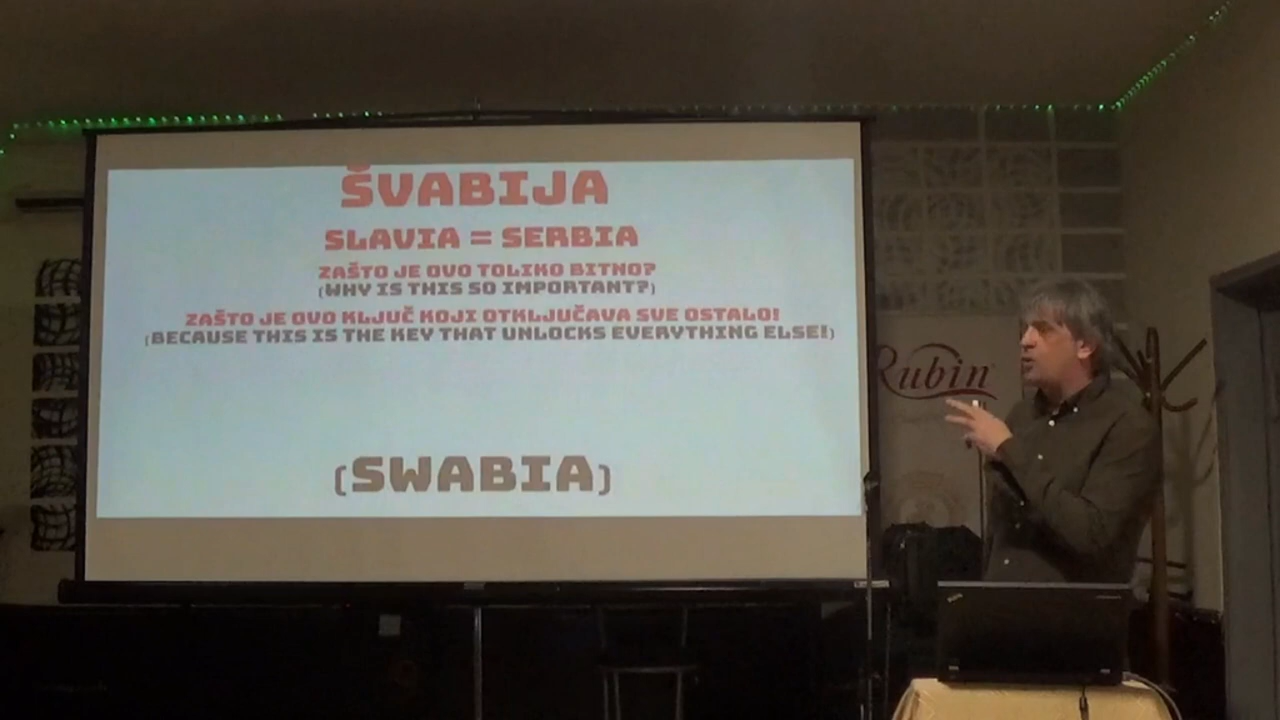 ŠVABIJA
SLAVIA = SERBIA
ZAŠTO JE OVO TOLIKO BITNO?
(WHY IS THIS SO IMPORTANT?)
ZAŠTO JE OVO KLJUČ KOJI OTKLJUČAVA SVE OSTALO!
(BECAUSE THIS IS THE KEY THAT UNLOCKS EVERYTHING ELSE!)
(SWABIA)
Rubin